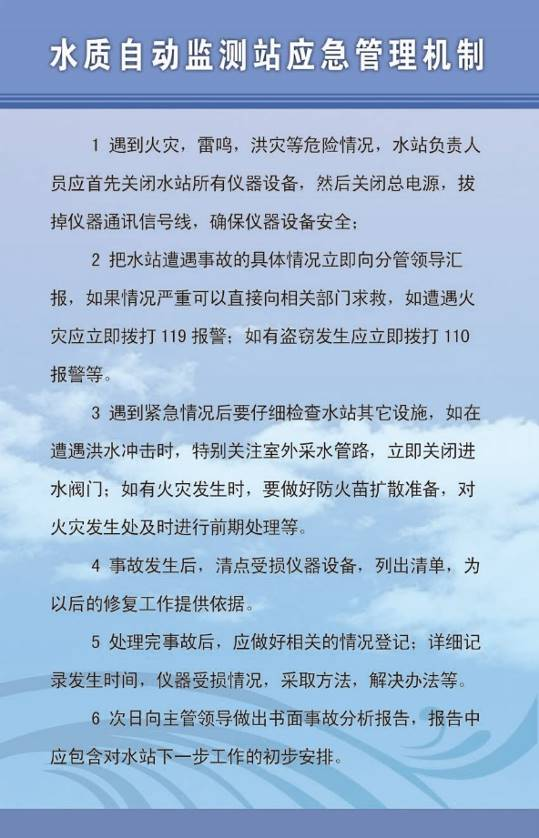 水质自动监测站应急管理机制
1 遇到火灾，雷鸣，洪灾等危险情况，水站负责人
员应首先关闭水站所有仪器设备，然后关闭总电源，拔
掉仪器通讯信号线，确保仪器设备安全；
2 把水站遭遇事故的具体情况立即向分管领导汇
报，如果情况严重可以直接向相关部门求救，如遭遇火
灾应立即拨打 119 报警；如有盗窃发生应立即拨打 110
报警等。
3 遇到紧急情况后要仔细检查水站其它设施，如在
遭遇洪水冲击时，特别关注室外采水管路，立即关闭进
水阀门；如有火灾发生时，要做好防火苗扩散准备，对
火灾发生处及时进行前期处理等。
4 事故发生后，清点受损仪器设备，列出清单，为
以后的修复工作提供依据。
5 处理完事故后，应做好相关的情况登记；详细记
录发生时间，仪器受损情况，采取方法，解决办法等。
6 次日向主管领导做出书面事故分析报告，报告中
应包含对水站下一步工作的初步安排。